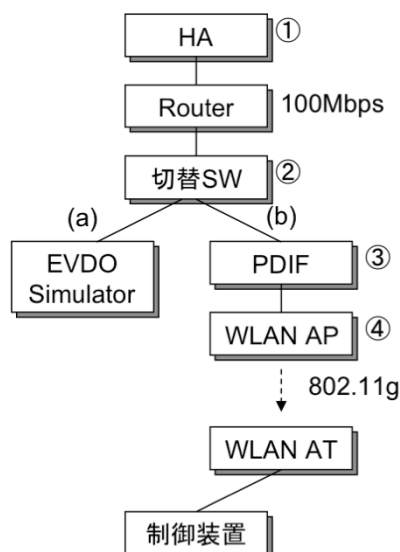 HA ①
Router 100Mbps
切替SW ②
(a) (b)
EVDO
Simulator
PDIF ③
WLAN AP ④
802.11g
WLAN AT
制御装置